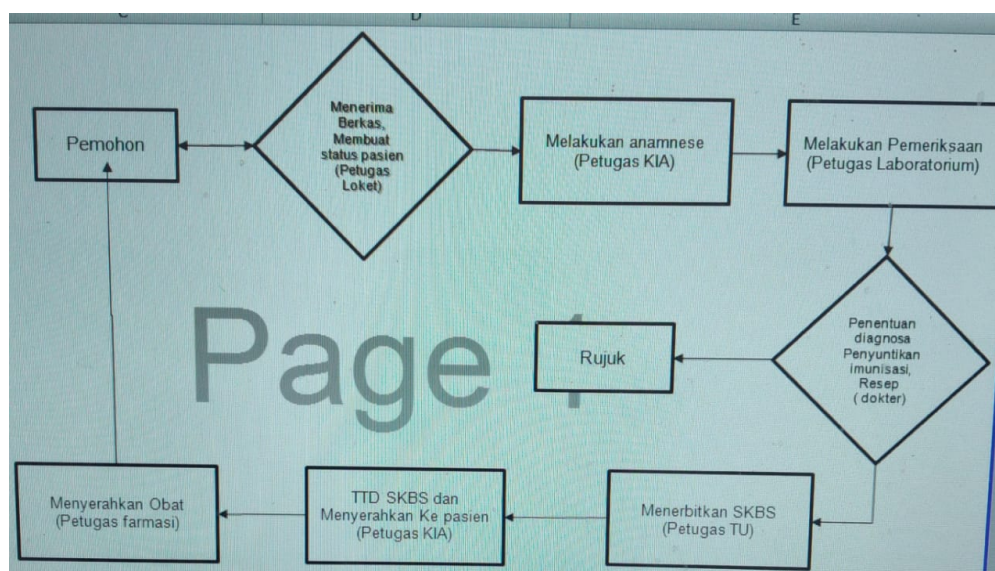 C D E
Pemohon
Menerima
Berkas,
Membuat
status pasien
(Petugas
Loket)
Melakukan anamnese
(Petugas KIA)
Melakukan Pemeriksaan
(Petugas Laboratorium)
Penentuan
diagnosa
Penyuntikan
imunisasi,
Resep
( dokter)
Rujuk
Page 1
Menerbitkan SKBS
(Petugas TU)
TTD SKBS dan
Menyerahkan Ke pasien
(Petugas KIA)
Menyerahkan Obat
(Petugas farmasi)